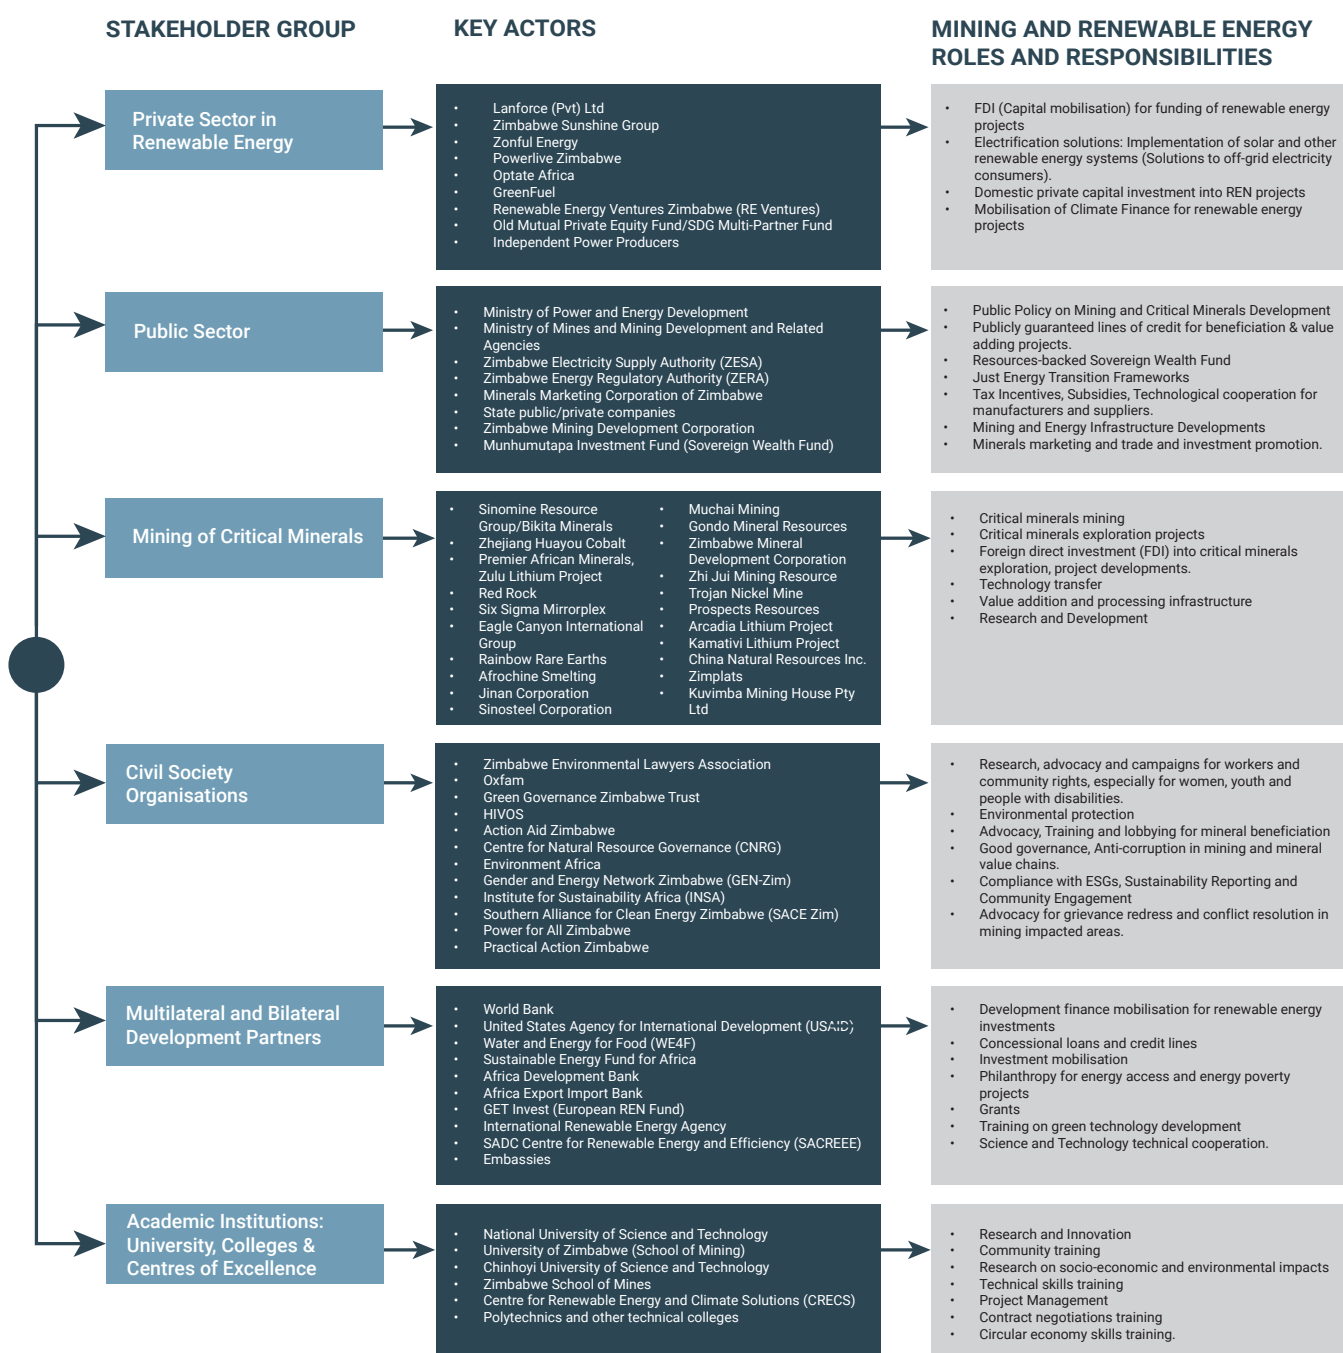 STAKEHOLDER GROUP
KEY ACTORS
MINING AND RENEWABLE ENERGY
ROLES AND RESPONSIBILITIES
Private Sector in
Renewable Energy
• Lanforce (Pvt) Ltd
• Zimbabwe Sunshine Group
• Zonful Energy
• Powerlive Zimbabwe
• Optate Africa
• GreenFuel
• Renewable Energy Ventures Zimbabwe (RE Ventures)
• Old Mutual Private Equity Fund/SDG Multi-Partner Fund
• Independent Power Producers
• FDI (Capital mobilisation) for funding of renewable energy
projects
• Electrification solutions: Implementation of solar and other
renewable energy systems (Solutions to off-grid electricity
consumers).
• Domestic private capital investment into REN projects
• Mobilisation of Climate Finance for renewable energy
projects
Public Sector
• Ministry of Power and Energy Development
• Ministry of Mines and Mining Development and Related
Agencies
• Zimbabwe Electricity Supply Authority (ZESA)
• Zimbabwe Energy Regulatory Authority (ZERA)
• Minerals Marketing Corporation of Zimbabwe
• State public/private companies
• Zimbabwe Mining Development Corporation
• Munhumutapa Investment Fund (Sovereign Wealth Fund)
• Public Policy on Mining and Critical Minerals Development
• Publicly guaranteed lines of credit for beneficiation & value
adding projects.
• Resources-backed Sovereign Wealth Fund
• Just Energy Transition Frameworks
• Tax Incentives, Subsidies, Technological cooperation for
manufacturers and suppliers.
• Mining and Energy Infrastructure Developments
• Minerals marketing and trade and investment promotion.
Mining of Critical Minerals
• Sinomine Resource
Group/Bikita Minerals
• Zhejiang Huayou Cobalt
• Premier African Minerals,
Zulu Lithium Project
• Red Rock
• Six Sigma Mirrorplex
• Eagle Canyon International
Group
• Rainbow Rare Earths
• Afrochine Smelting
• Jinan Corporation
• Sinosteel Corporation
• Muchai Mining
• Gondo Mineral Resources
• Zimbabwe Mineral
Development Corporation
• Zhi Jui Mining Resource
• Trojan Nickel Mine
• Prospects Resources
• Arcadia Lithium Project
• Kamativi Lithium Project
• China Natural Resources Inc.
• Zimplats
• Kuvimba Mining House Pty
Ltd
• Critical minerals mining
• Critical minerals exploration projects
• Foreign direct investment (FDI) into critical minerals
exploration, project developments.
• Technology transfer
• Value addition and processing infrastructure
• Research and Development
Civil Society
Organisations
• Zimbabwe Environmental Lawyers Association
• Oxfam
• Green Governance Zimbabwe Trust
• HIVOS
• Action Aid Zimbabwe
• Centre for Natural Resource Governance (CNRG)
• Environment Africa
• Gender and Energy Network Zimbabwe (GEN-Zim)
• Institute for Sustainability Africa (INSA)
• Southern Alliance for Clean Energy Zimbabwe (SACE Zim)
• Power for All Zimbabwe
• Practical Action Zimbabwe
• Research, advocacy and campaigns for workers and
community rights, especially for women, youth and
people with disabilities.
• Environmental protection
• Advocacy, Training and lobbying for mineral beneficiation
• Good governance, Anti-corruption in mining and mineral
value chains.
• Compliance with ESGs, Sustainability Reporting and
Community Engagement
• Advocacy for grievance redress and conflict resolution in
mining impacted areas.
Multilateral and Bilateral
Development Partners
• World Bank
• United States Agency for International Development (USAID)
• Water and Energy for Food (WE4F)
• Sustainable Energy Fund for Africa
• Africa Development Bank
• Africa Export Import Bank
• GET Invest (European REN Fund)
• International Renewable Energy Agency
• SADC Centre for Renewable Energy and Efficiency (SACREEE)
• Embassies
• Development finance mobilisation for renewable energy
investments
• Concessional loans and credit lines
• Investment mobilisation
• Philanthropy for energy access and energy poverty
projects
• Grants
• Training on green technology development
• Science and Technology technical cooperation.
Academic Institutions:
University, Colleges &
Centres of Excellence
• National University of Science and Technology
• University of Zimbabwe (School of Mining)
• Chinhoyi University of Science and Technology
• Zimbabwe School of Mines
• Centre for Renewable Energy and Climate Solutions (CRECS)
• Polytechnics and other technical colleges
• Research and Innovation
• Community training
• Research on socio-economic and environmental impacts
• Technical skills training
• Project Management
• Contract negotiations training
• Circular economy skills training.